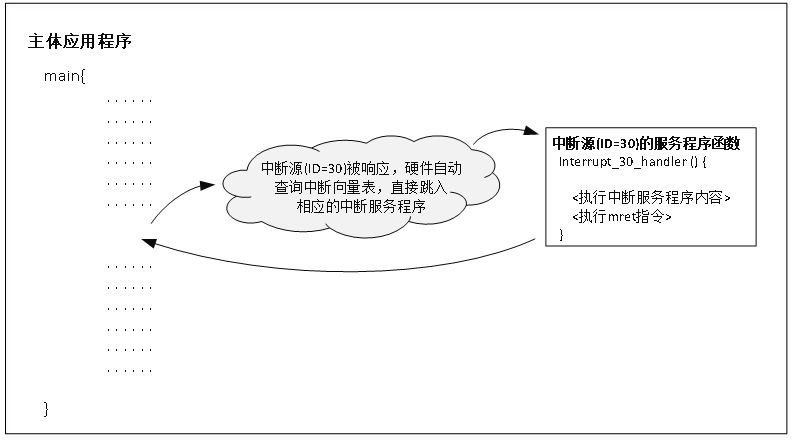 主体应用程序
main{
. . . . . .
. . . . . .
. . . . . .
. . . . . .
. . . . . .
. . . . . .
中断源(ID=30)被响应，硬件自动
查询中断向量表，直接跳入
相应的中断服务程序
中断源(ID=30)的服务程序函数
Interrupt_30_handler () {
<执行中断服务程序内容>
<执行mret指令>
}
. . . . . .
. . . . . .
. . . . . .
. . . . . .
. . . . . .
. . . . . .
}